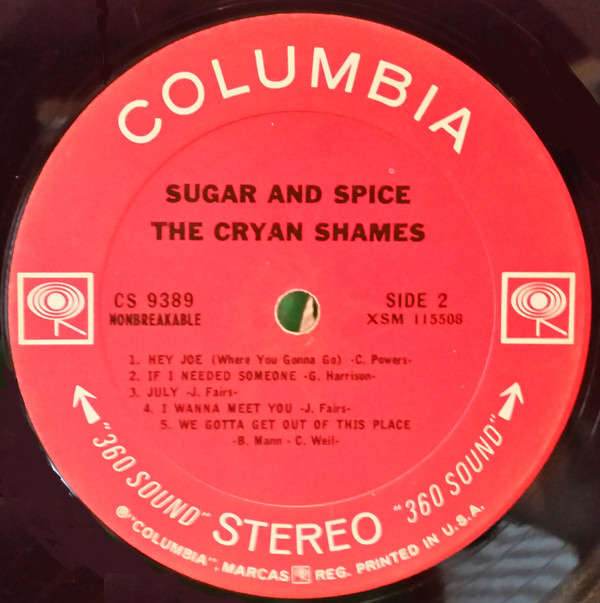 COLUMBIA
SUGAR AND SPICE
THE CRYAN SHAMES
CS 9389
NONBREAKABLE
SIDE 2
XSM 115508
1. HEY JOE (Where You Gonna Go) -C. Powers-
2. IF I NEEDED SOMEONE -G. Harrison-
3. JULY -J. Fairs-
4. I WANNA MEET YOU -J. Fairs-
5. WE GOTTA GET OUT OF THIS PLACE
-B. Mann - C. Weil-
"360 SOUND" STEREO "360 SOUND"
℗"COLUMBIA", MARCAS REG. PRINTED IN U.S.A.